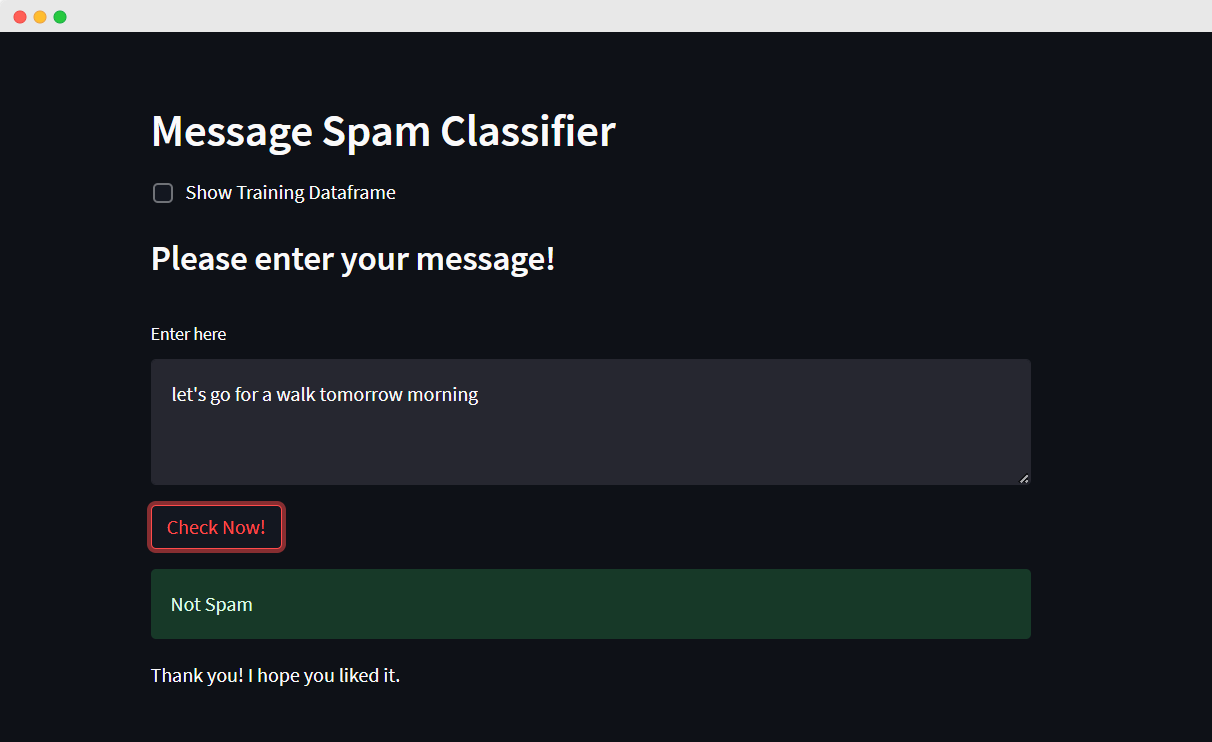 Message Spam Classifier
Show Training Dataframe
Please enter your message!
Enter here
let's go for a walk tomorrow morning
Check Now!
Not Spam
Thank you! I hope you liked it.